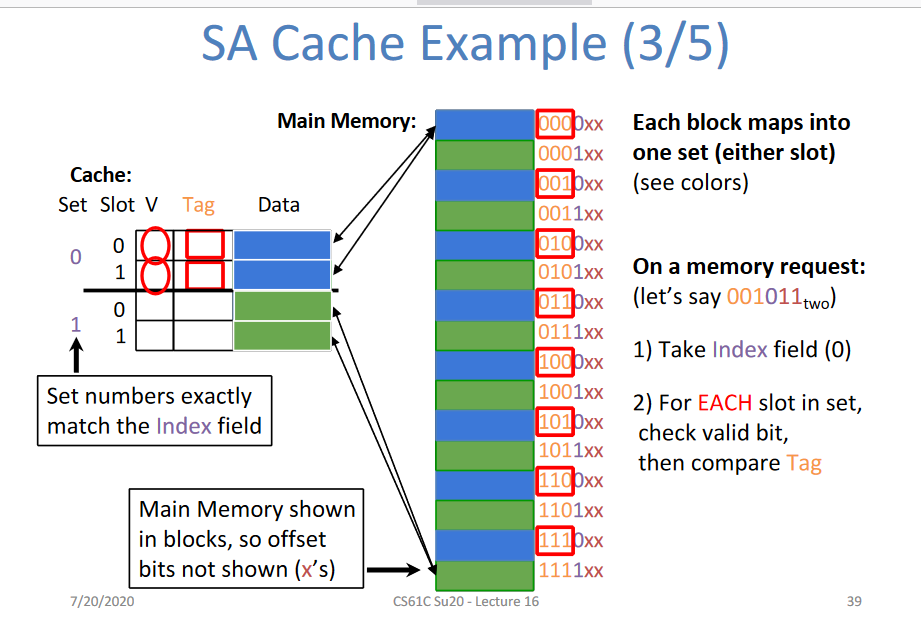 SA Cache Example (3/5)
Main Memory:
Cache:
Set Slot V Tag Data
0
0
1
1
0
1
Set numbers exactly
match the Index field
Main Memory shown
in blocks, so offset
bits not shown (x's)
0000xx
0001xx
0010xx
0011xx
0100xx
0101xx
0110xx
0111xx
1000xx
1001xx
1010xx
1011xx
1100xx
1101xx
1110xx
1111xx
Each block maps into
one set (either slot)
(see colors)
On a memory request:
(let's say 001011two)
1) Take Index field (0)
2) For EACH slot in set,
check valid bit,
then compare Tag
7/20/2020
CS61C Su20 - Lecture 16
39